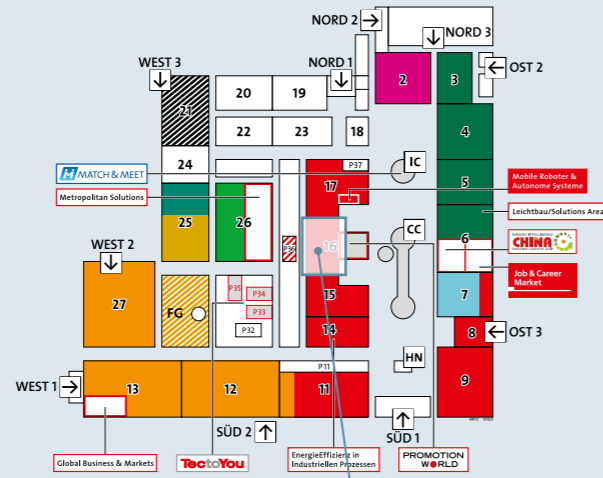 NORD 2
NORD 3
WEST 3
NORD 1
OST 2
2
3
21
20
19
22
23
18
4
24
P37
IC
MATCH & MEET
17
5
Mobile Roboter &
Autonome Systeme
Metropolitan Solutions
25
26
Leichtbau/Solutions Area
P36
16
CC
6
CHINA
WEST 2
Job & Career
Market
27
FG
P35
P34
P33
P32
15
14
7
8
OST 3
HN
9
P11
WEST 1
13
12
11
SÜD 2
SÜD 1
Global Business & Markets
TectoYou
EnergieEffizienz in
Industriellen Prozessen
PROMOTION
WORLD